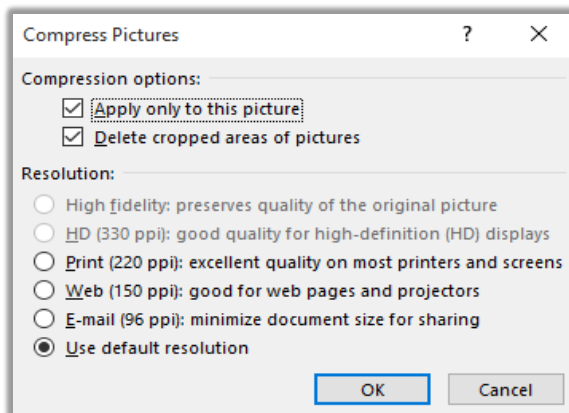 Compress Pictures ?
Compression options:
Apply only to this picture
Delete cropped areas of pictures
Resolution:
High fidelity: preserves quality of the original picture
HD (330 ppi): good quality for high-definition (HD) displays
Print (220 ppi): excellent quality on most printers and screens
Web (150 ppi): good for web pages and projectors
E-mail (96 ppi): minimize document size for sharing
Use default resolution
OK Cancel